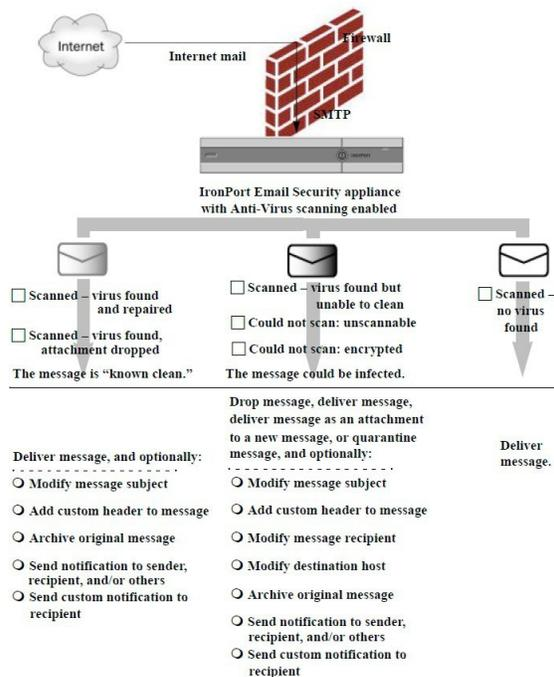 Internet
Internet mail
Firewall
SMTP
IRONPORT
IronPort Email Security appliance
with Anti-Virus scanning enabled
Scanned – virus found
and repaired
Scanned – virus found,
attachment dropped
The message is “known clean.”
Scanned – virus found but
unable to clean
Could not scan: unscannable
Could not scan: encrypted
The message could be infected.
Scanned –
no virus
found
Deliver message, and optionally:
Modify message subject
Add custom header to message
Archive original message
Send notification to sender,
recipient, and/or others
Send custom notification to
recipient
Drop message, deliver message,
deliver message as an attachment
to a new message, or quarantine
message, and optionally:
Modify message subject
Add custom header to message
Modify message recipient
Modify destination host
Archive original message
Send notification to sender,
recipient, and/or others
Send custom notification to
recipient
Deliver
message.